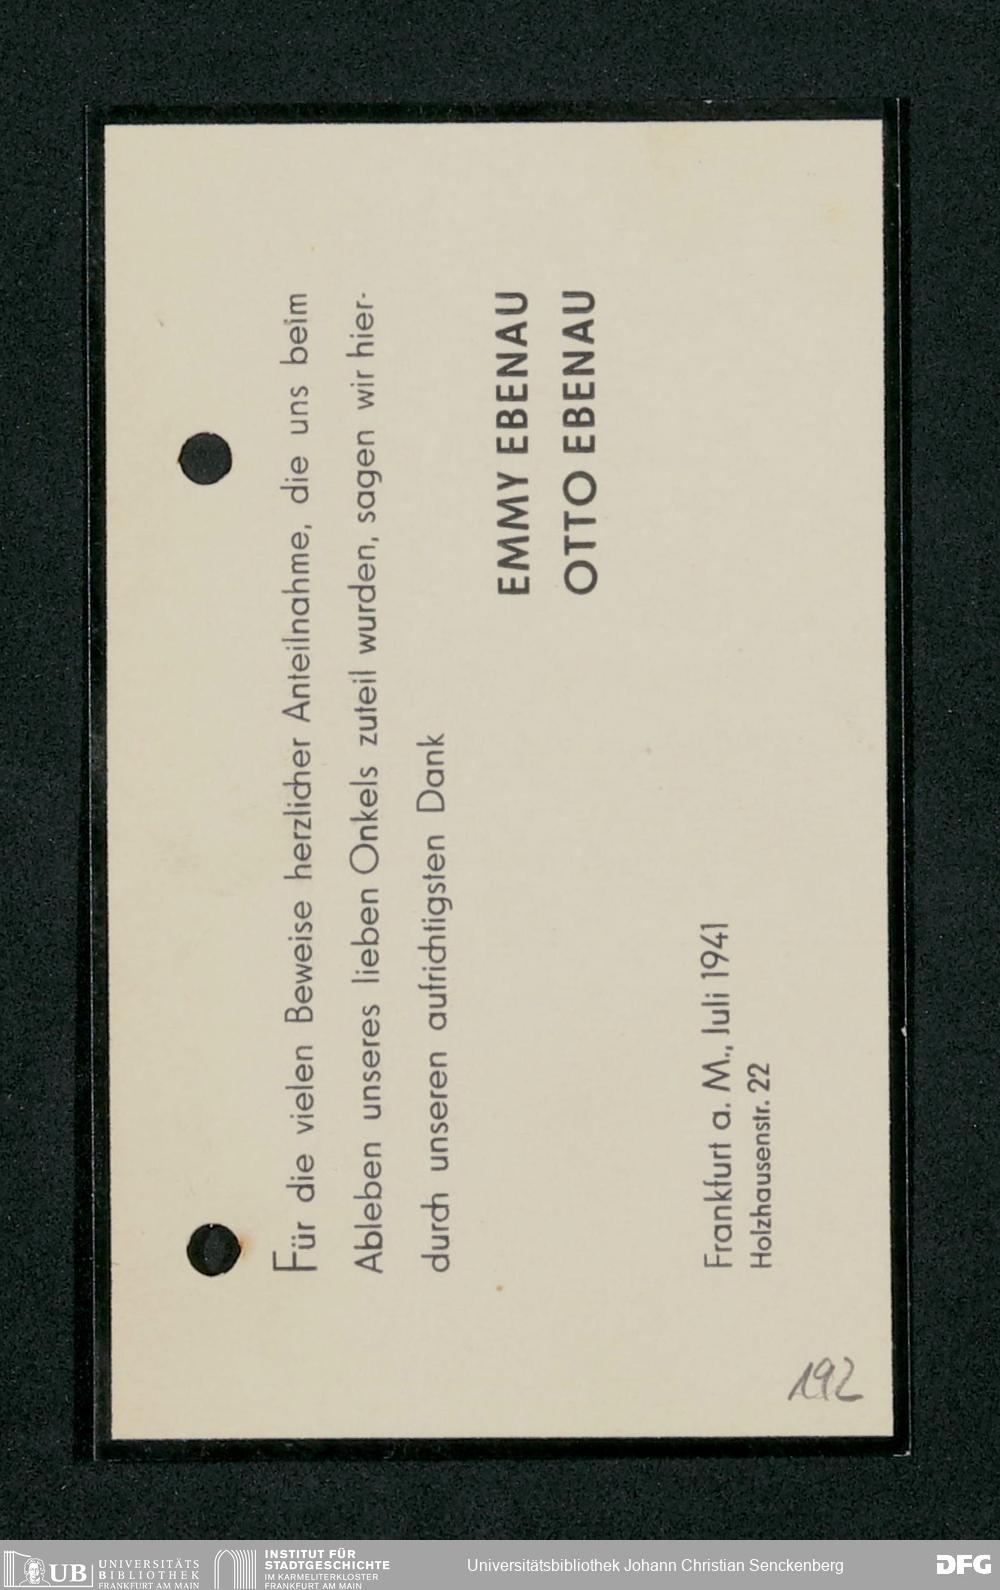 Für die vielen Beweise herzlicher Anteilnahme, die uns beim
Ableben unseres lieben Onkels zuteil wurden, sagen wir hier-
durch unseren aufrichtigsten Dank
EMMY EBENAU
OTTO EBENAU
Frankfurt a. M., Juli 1941
Holzhausenstr. 22
192
UB UNIVERSITÄTS
BIBLIOTHEK
FRANKFURT AM MAIN
INSTITUT FÜR
STADTGESCHICHTE
IM KARMELITERKLOSTER
FRANKFURT AM MAIN
Universitätsbibliothek Johann Christian Senckenberg
DFG